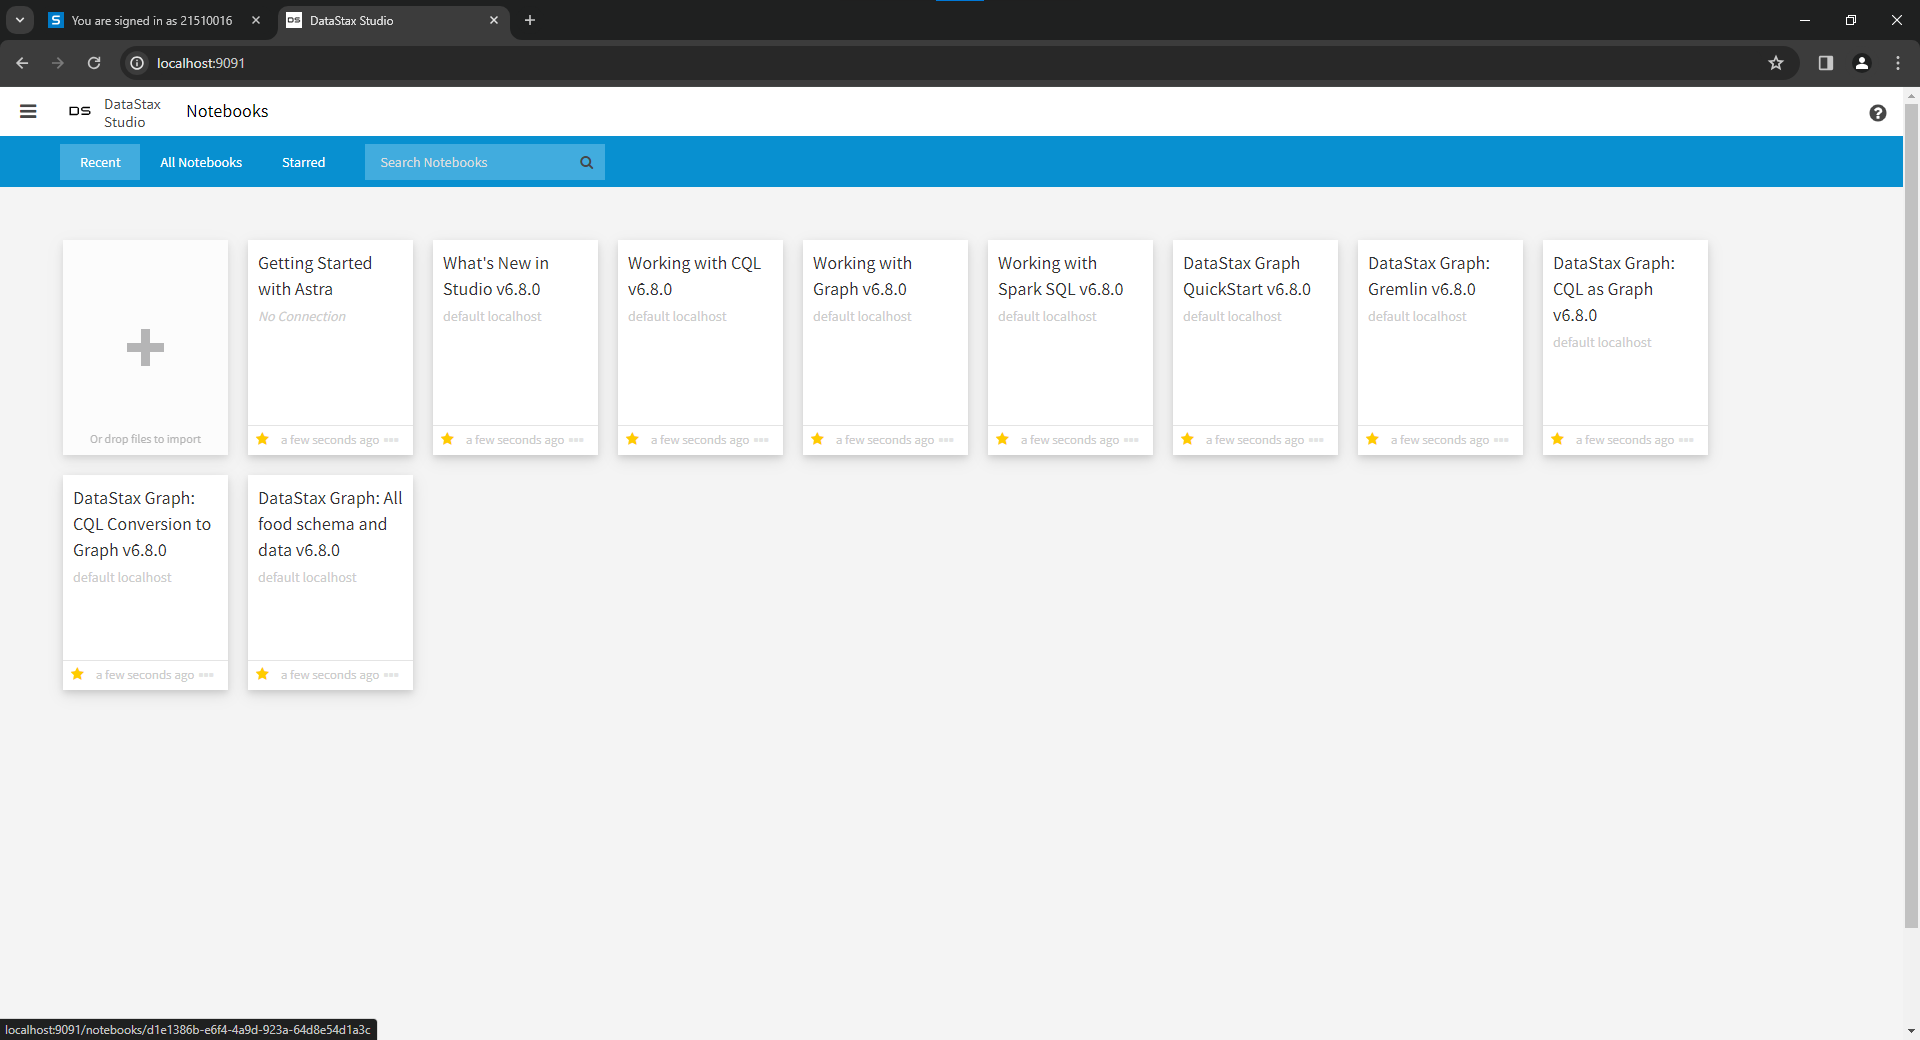 You are signed in as 21510016
DS DataStax Studio
localhost:9091
DS DataStax
Studio
Notebooks
Recent All Notebooks Starred Search Notebooks
Or drop files to import
Getting Started
with Astra
No Connection
a few seconds ago
What's New in
Studio v6.8.0
default localhost
a few seconds ago
Working with CQL
v6.8.0
default localhost
a few seconds ago
Working with
Graph v6.8.0
default localhost
a few seconds ago
Working with
Spark SQL v6.8.0
default localhost
a few seconds ago
DataStax Graph
QuickStart v6.8.0
default localhost
a few seconds ago
DataStax Graph:
Gremlin v6.8.0
default localhost
a few seconds ago
DataStax Graph:
CQL as Graph
v6.8.0
default localhost
a few seconds ago
DataStax Graph:
CQL Conversion to
Graph v6.8.0
default localhost
a few seconds ago
DataStax Graph: All
food schema and
data v6.8.0
default localhost
a few seconds ago
localhost:9091/notebooks/d1e1386b-e6f4-4a9d-923a-64d8e54d1a3c